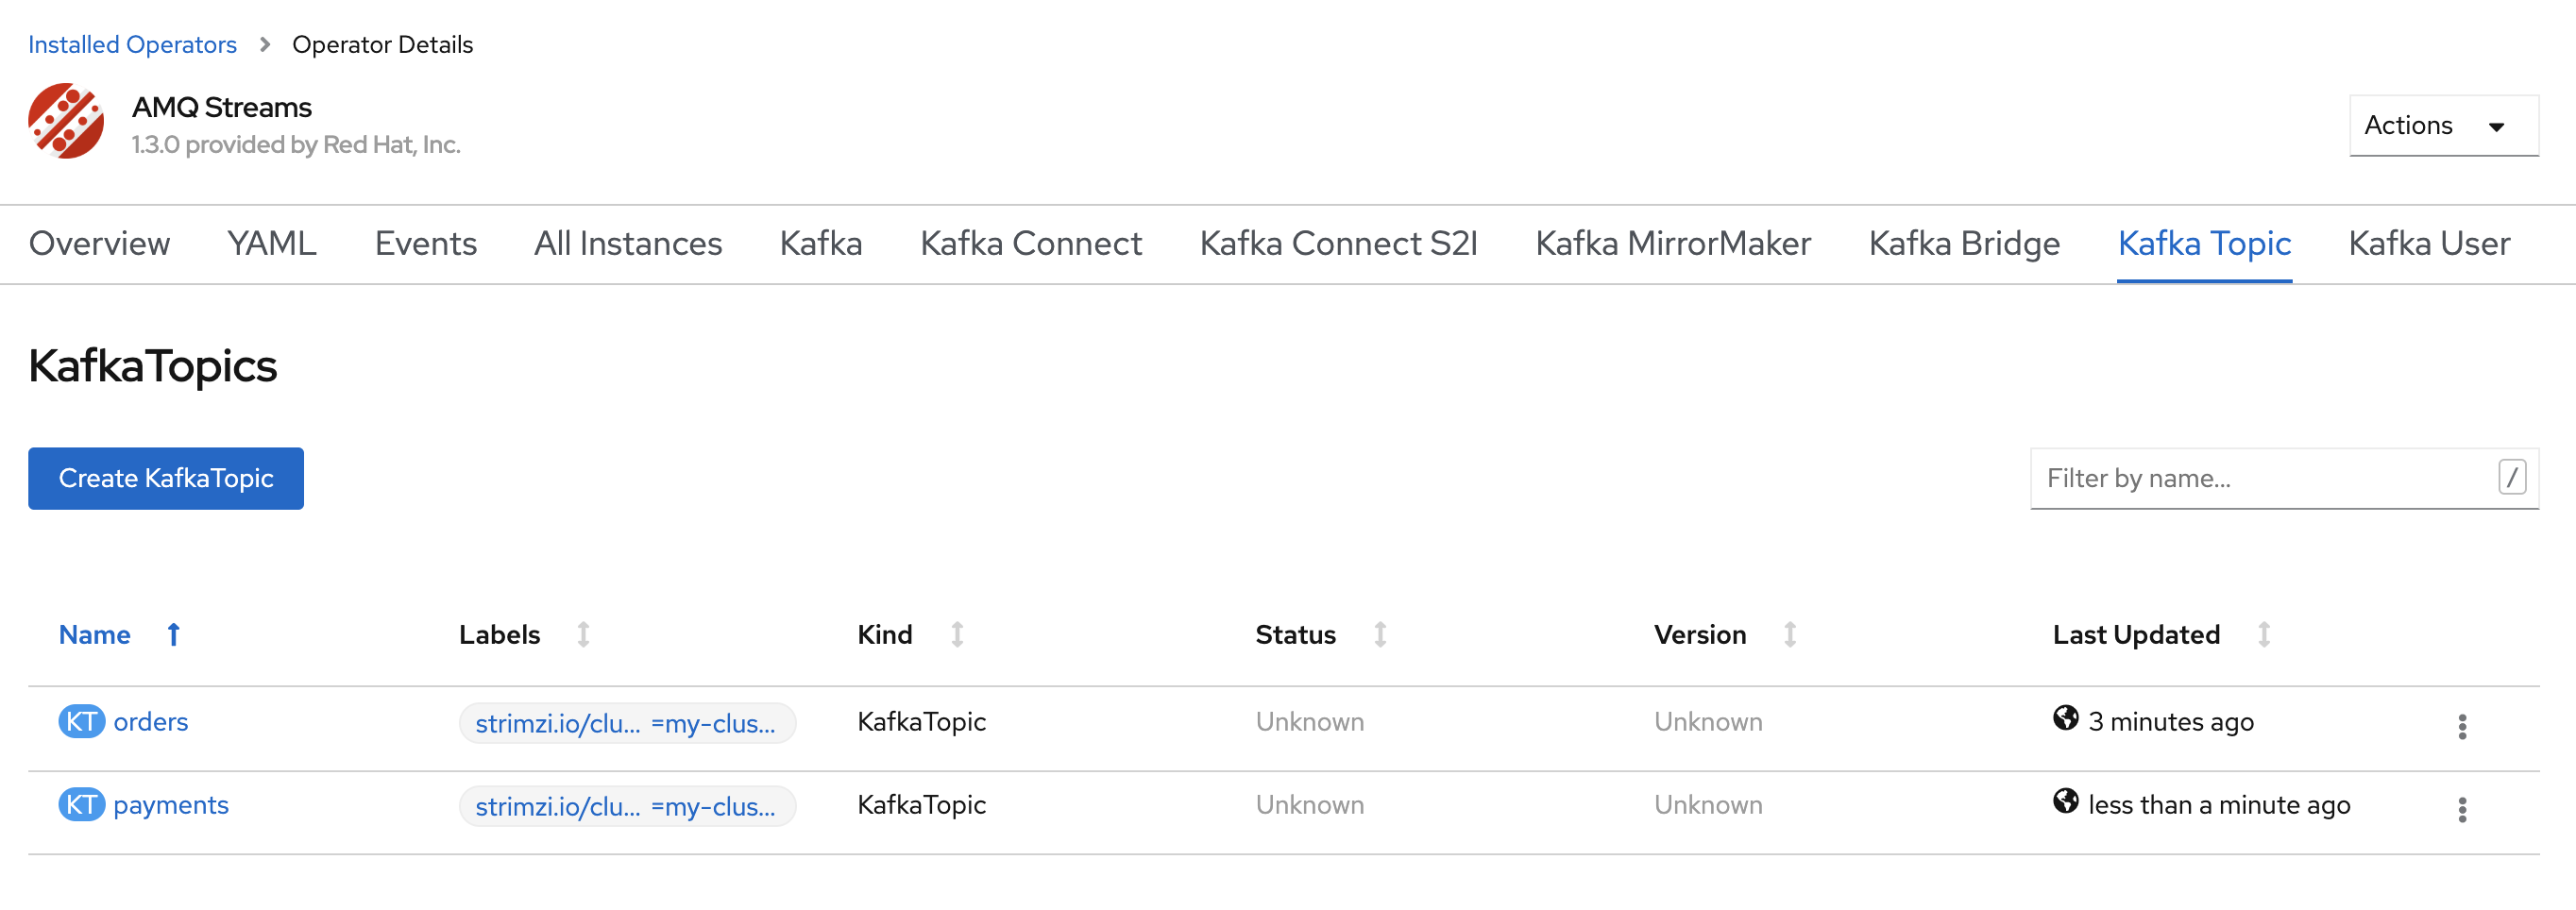 Installed Operators > Operator Details
AMQ Streams
1.3.0 provided by Red Hat, Inc.
Actions
Overview YAML Events All Instances Kafka Kafka Connect Kafka Connect S2I Kafka MirrorMaker Kafka Bridge Kafka Topic Kafka User
KafkaTopics
Create KafkaTopic
Filter by name... /
Name Labels Kind Status Version Last Updated
KT orders strimzi.io/clu... =my-clus... KafkaTopic Unknown Unknown 3 minutes ago
KT payments strimzi.io/clu... =my-clus... KafkaTopic Unknown Unknown less than a minute ago